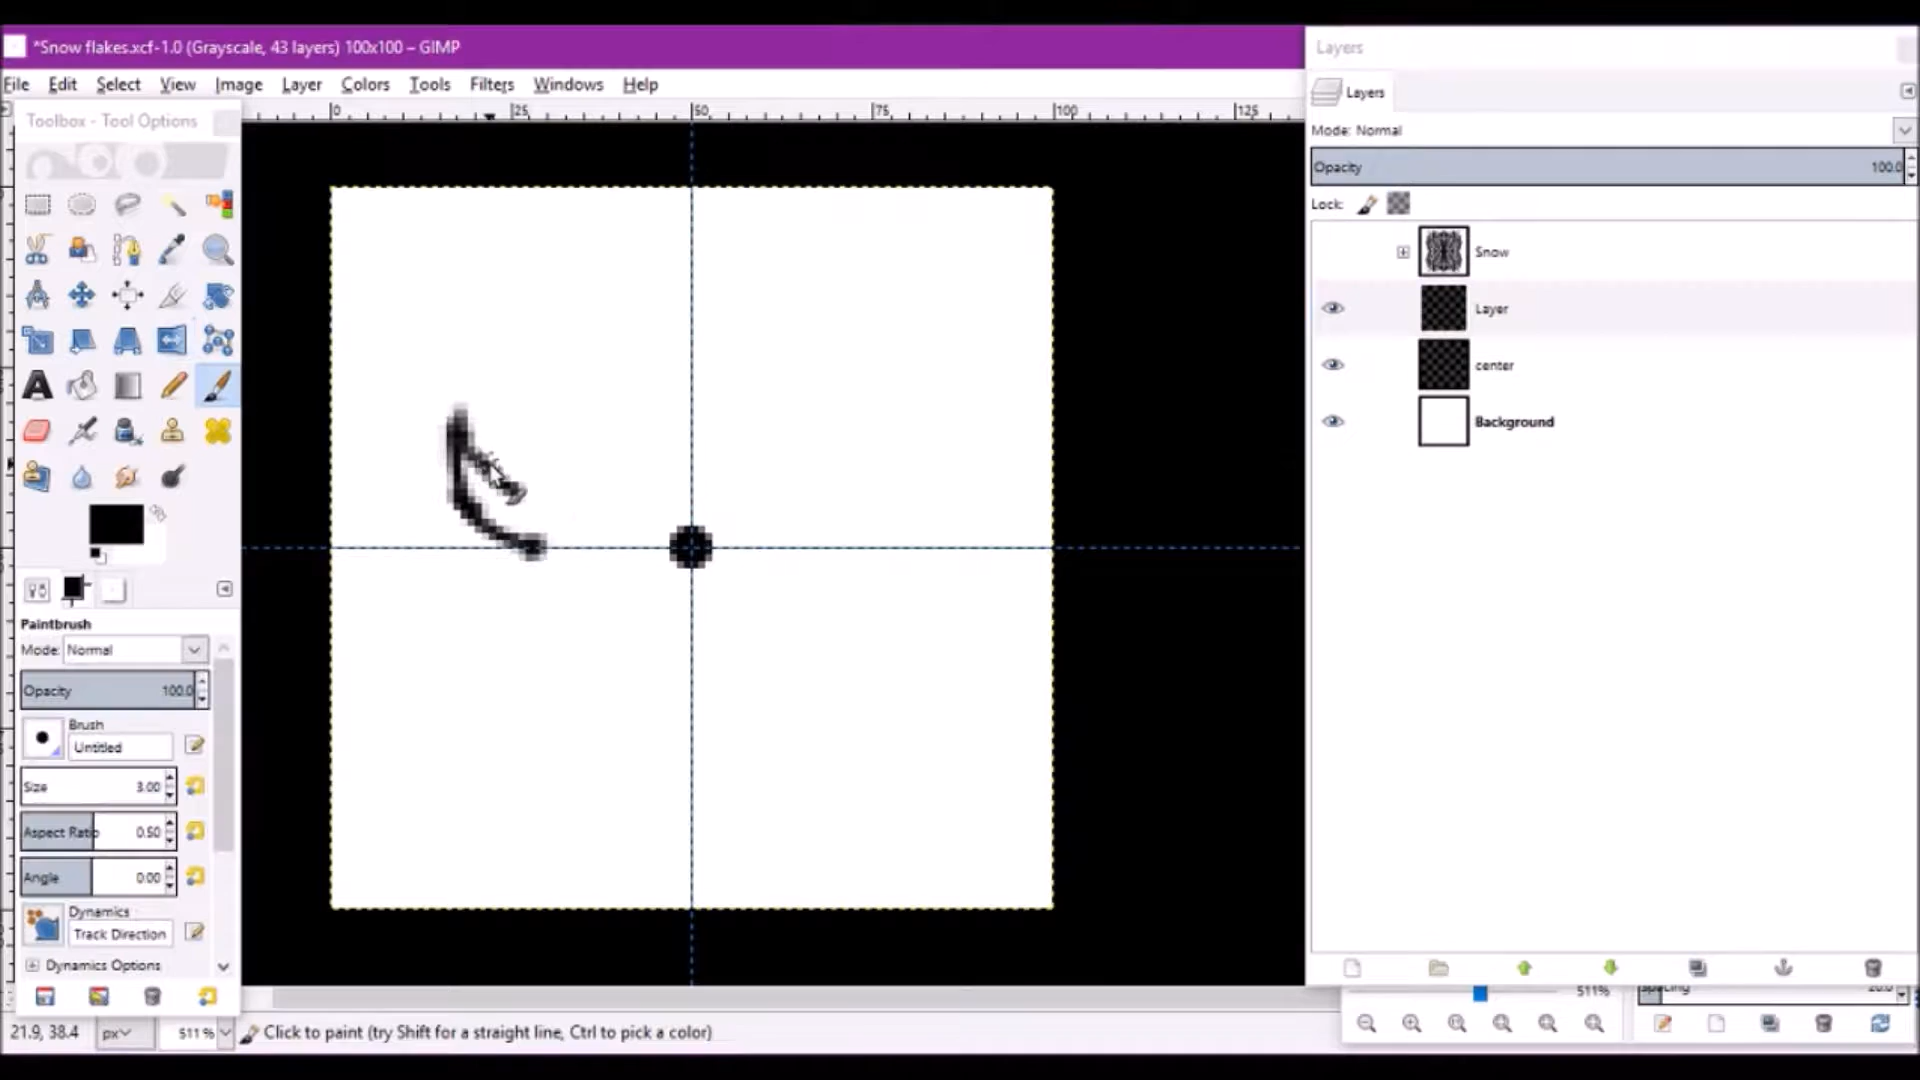 *Snow flakes.xcf-1.0 (Grayscale, 43 layers) 100x100 – GIMP
File Edit Select View Image Layer Colors Tools Filters Windows Help
Toolbox - Tool Options
0 25 50 75 100 125
Paintbrush
Mode: Normal
Opacity 100.0
Brush
Untitled
Size 3.00
Aspect Ratio 0.50
Angle 0.00
Dynamics
Track Direction
Dynamics Options
21.9, 38.4 px 511 % Click to paint (try Shift for a straight line, Ctrl to pick a color)
Layers
Layers
Mode: Normal
Opacity 100.0
Lock:
Snow
Layer
center
Background
511% Spacing 20.0